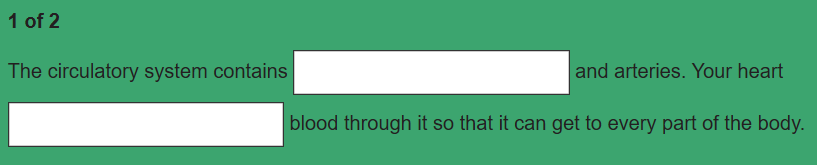 1 of 2
The circulatory system contains and arteries. Your heart
blood through it so that it can get to every part of the body.